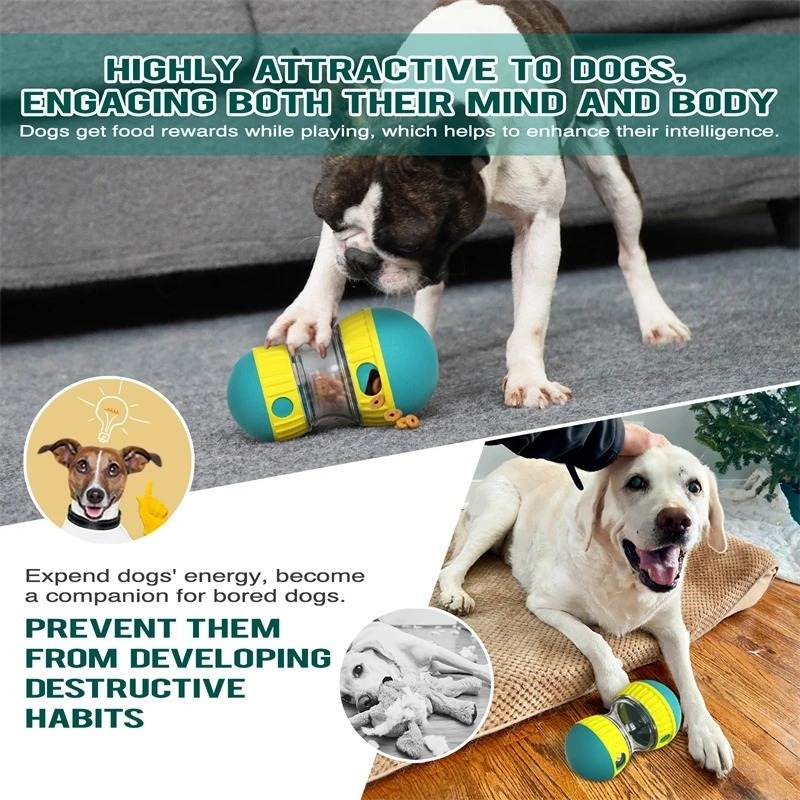 HIGHLY ATTRACTIVE TO DOGS,
ENGAGING BOTH THEIR MIND AND BODY
Dogs get food rewards while playing, which helps to enhance their intelligence.
Expend dogs' energy, become
a companion for bored dogs.
PREVENT THEM
FROM DEVELOPING
DESTRUCTIVE
HABITS